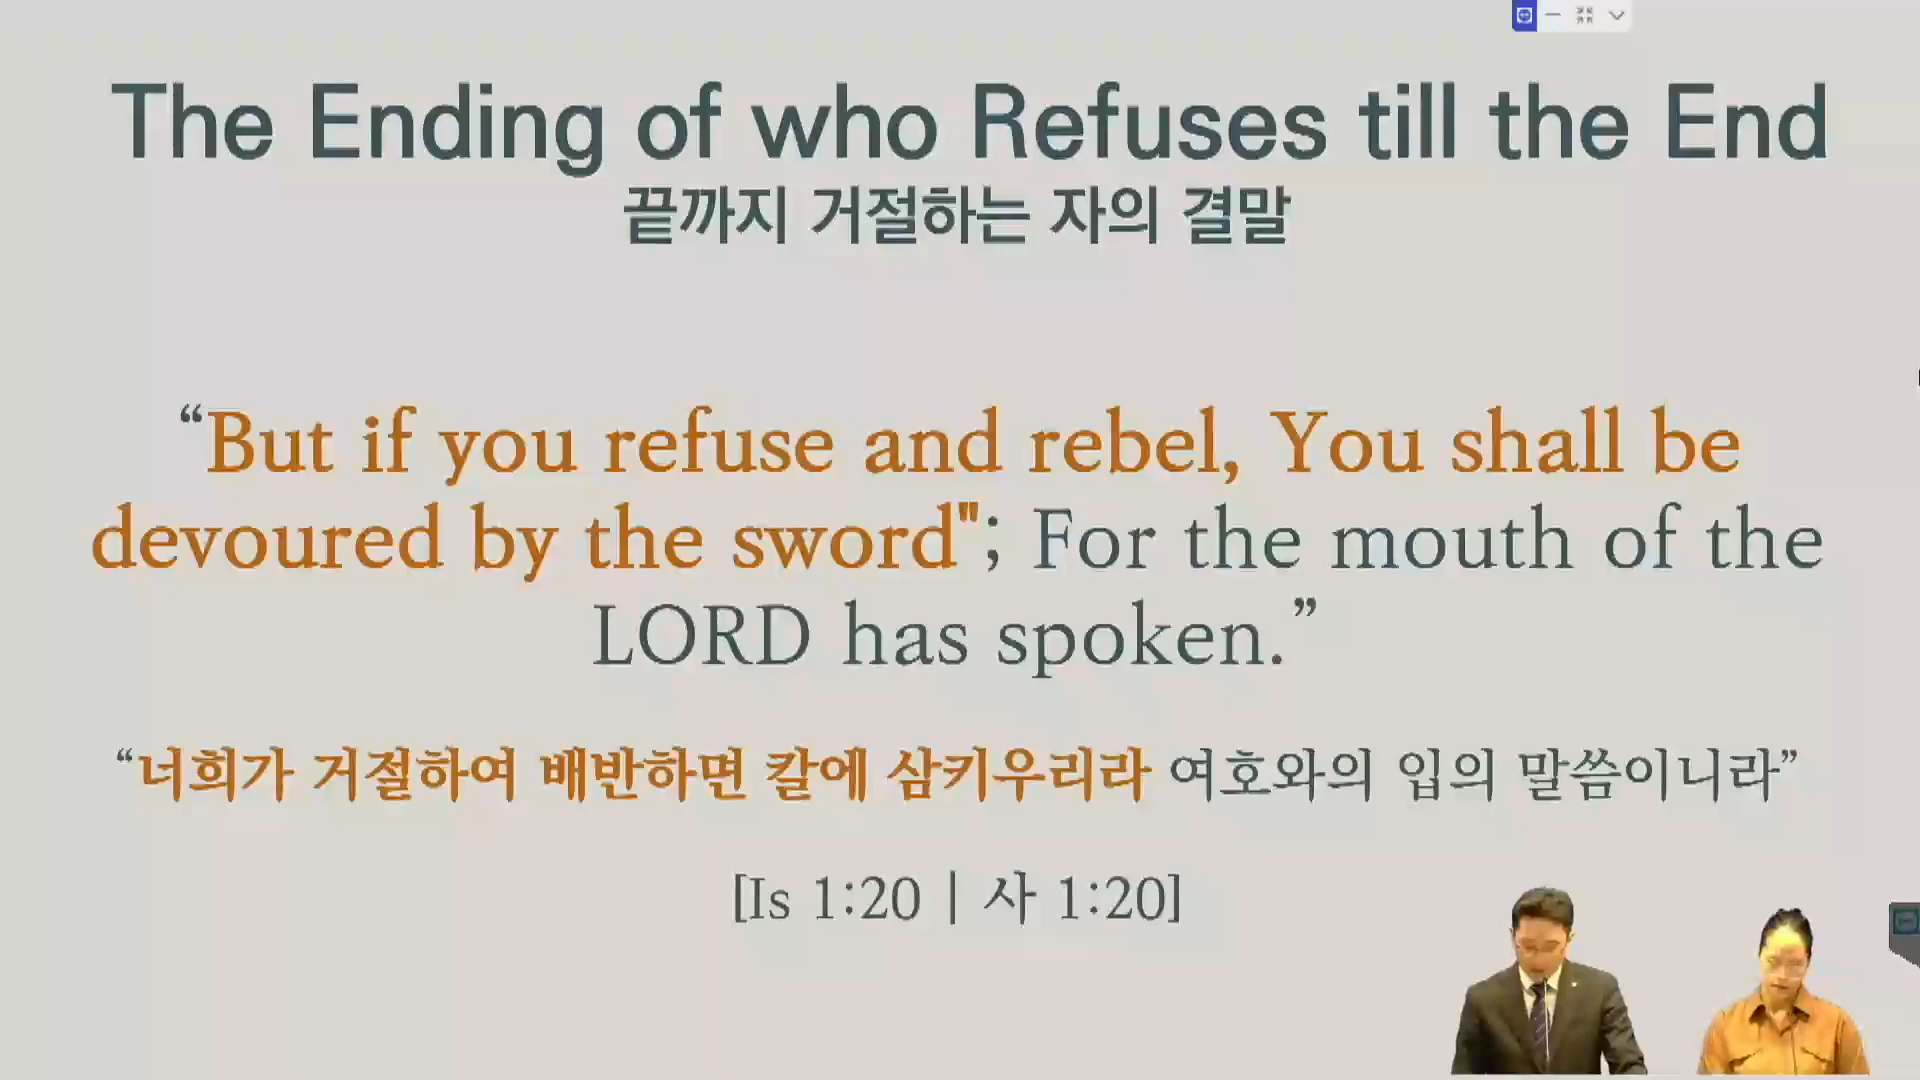 The Ending of who Refuses till the End
끝까지 거절하는 자의 결말
“But if you refuse and rebel, You shall be
devoured by the sword"; For the mouth of the
LORD has spoken.”
“너희가 거절하여 배반하면 칼에 삼키우리라 여호와의 입의 말씀이니라”
[Is 1:20 | 사 1:20]